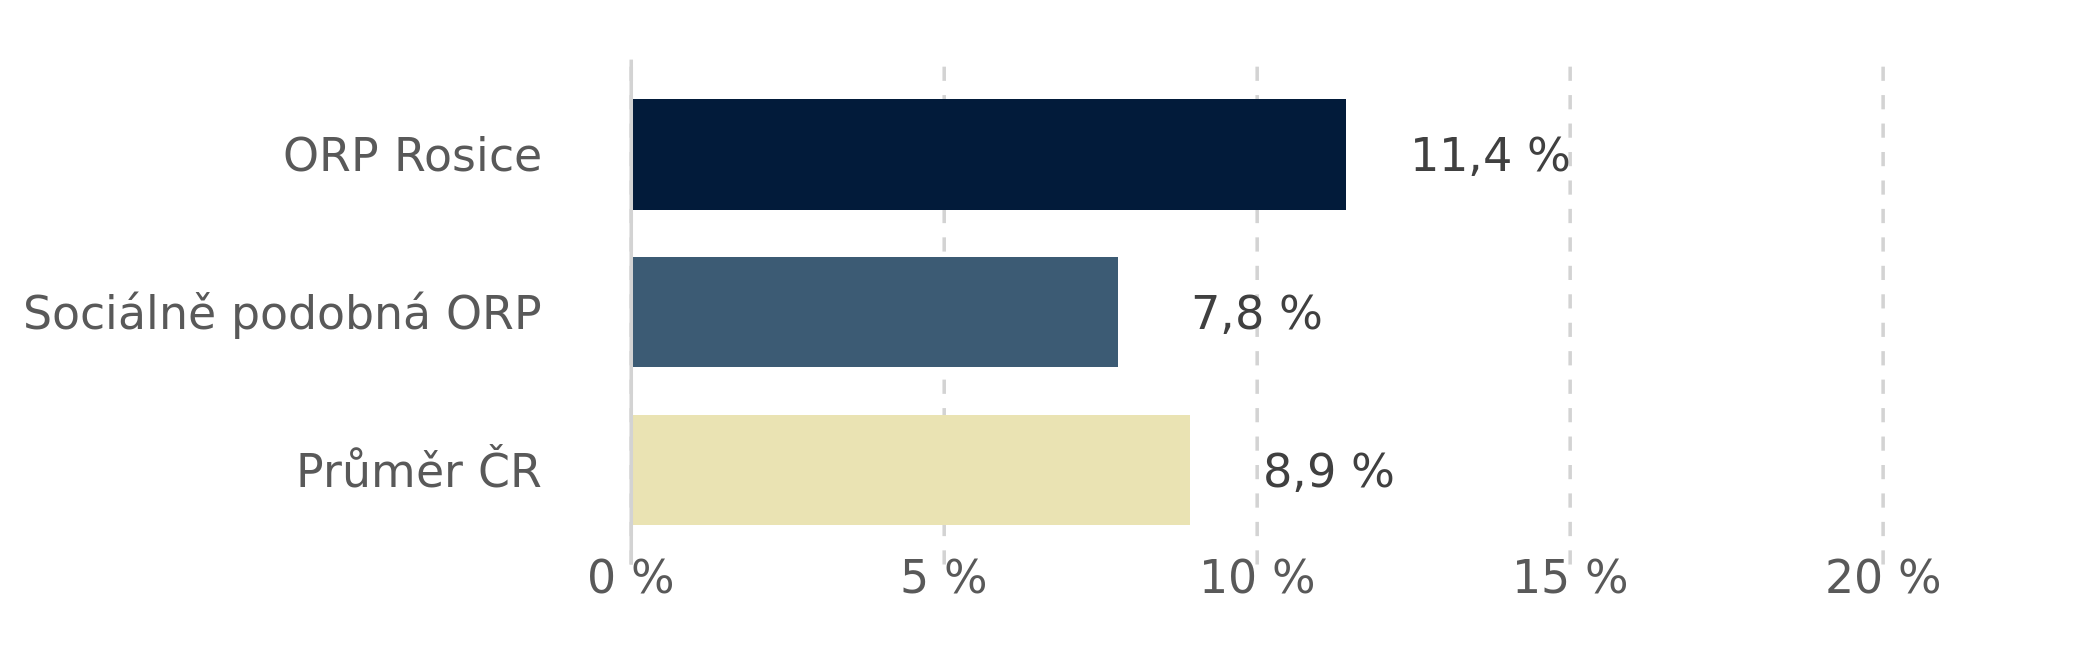 ORP Rosice 11,4 %
Sociálně podobná ORP 7,8 %
Průměr ČR 8,9 %
0 % 5 % 10 % 15 % 20 %